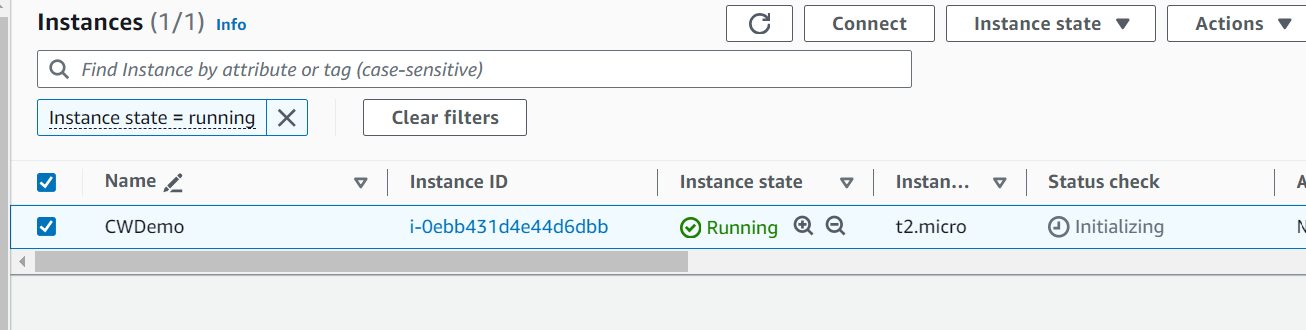 Instances (1/1) Info
Connect
Instance state
Actions
Find Instance by attribute or tag (case-sensitive)
Instance state = running
Clear filters
Name Instance ID Instance state Instan... Status check
CWDemo i-0ebb431d4e44d6dbb Running t2.micro Initializing